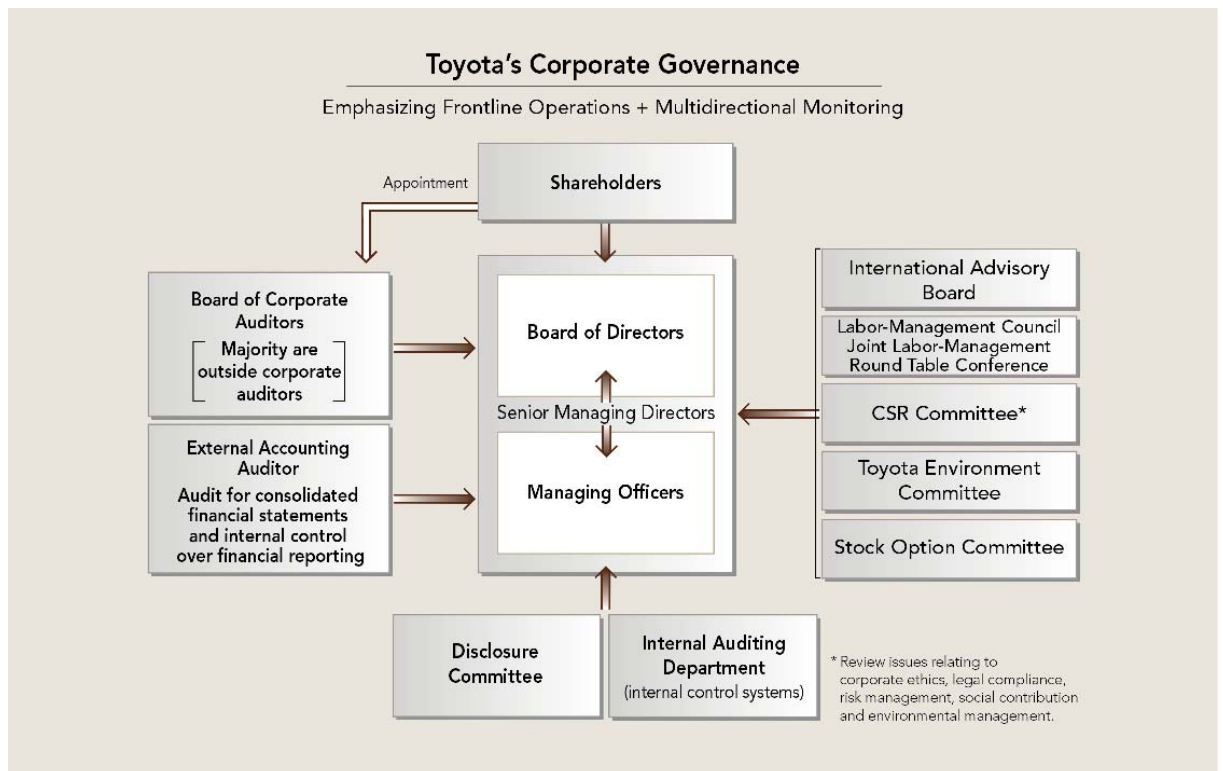 Toyota's Corporate Governance
Emphasizing Frontline Operations + Multidirectional Monitoring
Shareholders
Appointment
Board of Corporate
Auditors
Majority are
outside corporate
auditors
External Accounting
Auditor
Audit for consolidated
financial statements
and internal control
over financial reporting
Board of Directors
Senior Managing Directors
Managing Officers
International Advisory
Board
Labor-Management Council
Joint Labor-Management
Round Table Conference
CSR Committee*
Toyota Environment
Committee
Stock Option Committee
Disclosure
Committee
Internal Auditing
Department
(internal control systems)
* Review issues relating to
corporate ethics, legal compliance,
risk management, social contribution
and environmental management.